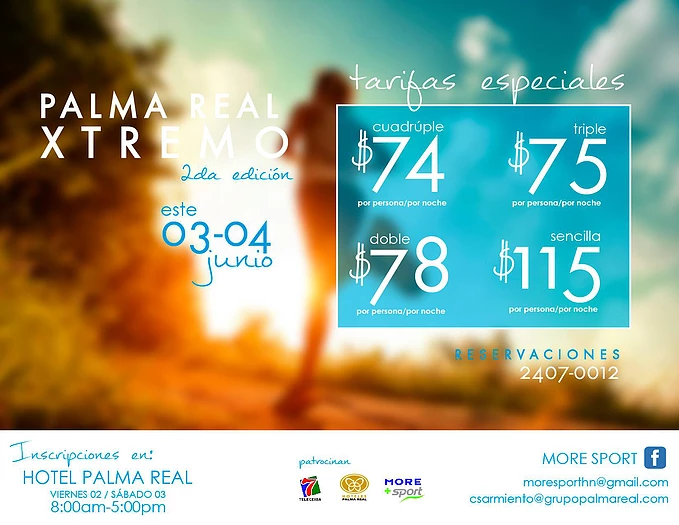 PALMA REAL
XTREMO
2da edición
este
03-04
junio
tarifas especiales
cuadrúple
$74
por persona/por noche
triple
$75
por persona/por noche
doble
$78
por persona/por noche
sencilla
$115
por persona/por noche
RESERVACIONES
2407-0012
Inscripciones en:
HOTEL PALMA REAL
VIERNES 02 / SÁBADO 03
8:00am-5:00pm
patrocinan
7
TELECEIBA
HOTELES
PALMA REAL
MORE
+sport
MORE SPORT f
moresporthn@gmail.com
csarmiento@grupopalmareal.com